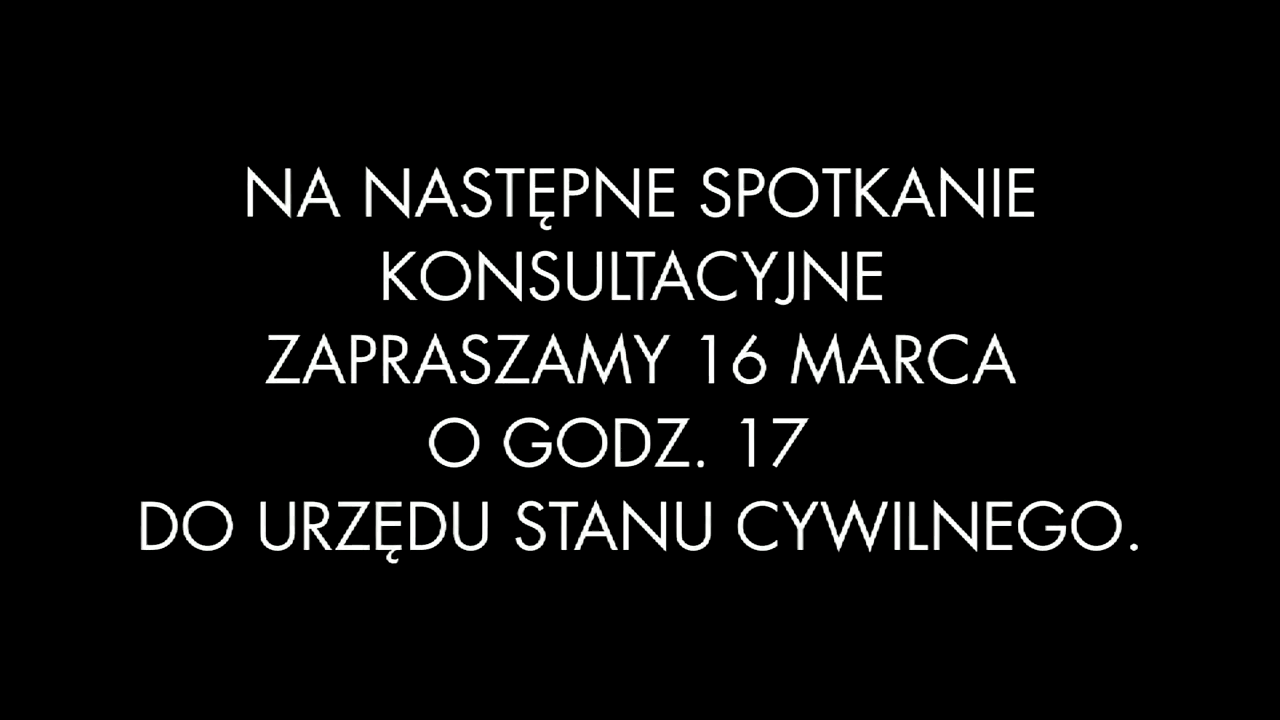 NA NASTĘPNE SPOTKANIE
KONSULTACYJNE
ZAPRASZAMY 16 MARCA
O GODZ. 17
DO URZĘDU STANU CYWILNEGO.